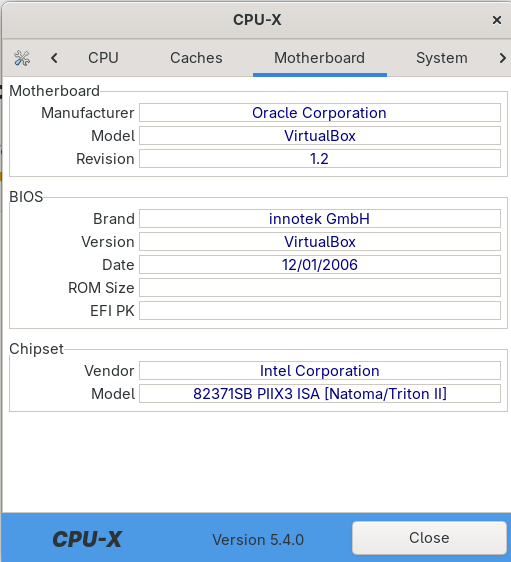 CPU-X
CPU Caches Motherboard System
Motherboard
Manufacturer Oracle Corporation
Model VirtualBox
Revision 1.2
BIOS
Brand innotek GmbH
Version VirtualBox
Date 12/01/2006
ROM Size
EFI PK
Chipset
Vendor Intel Corporation
Model 82371SB PIIX3 ISA [Natoma/Triton II]
CPU-X Version 5.4.0 Close